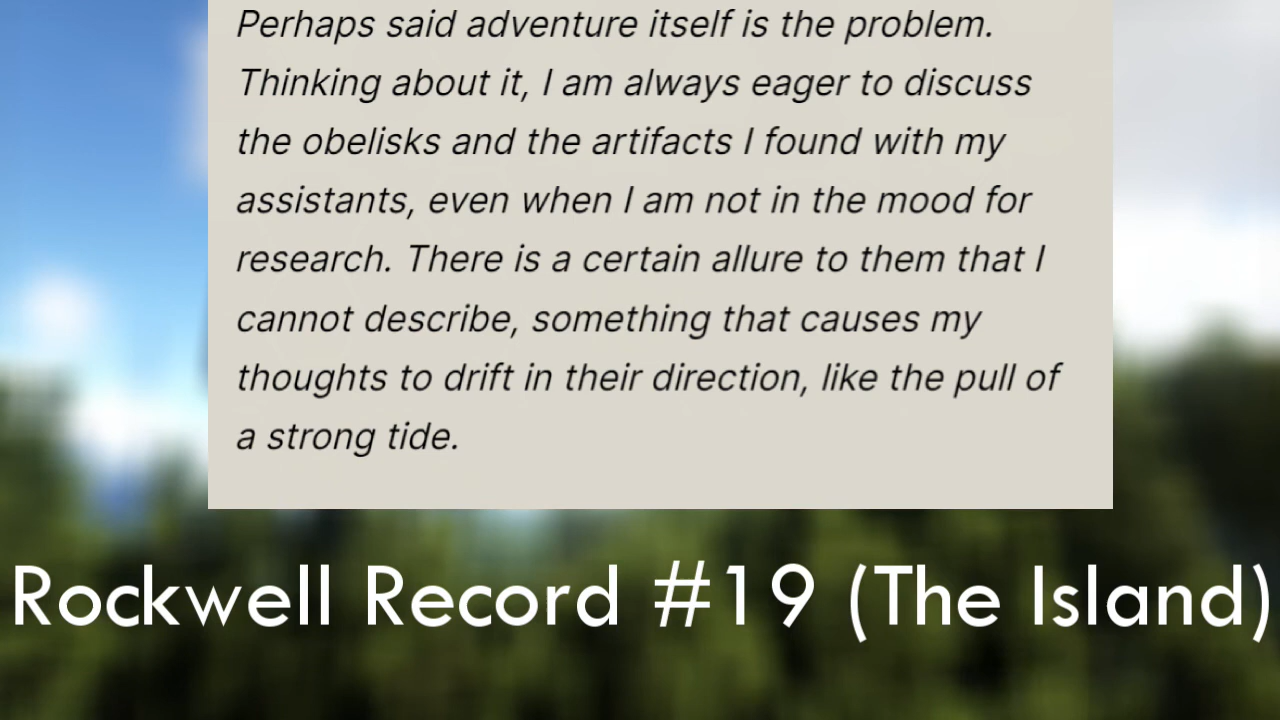 Perhaps said adventure itself is the problem.
Thinking about it, I am always eager to discuss
the obelisks and the artifacts I found with my
assistants, even when I am not in the mood for
research. There is a certain allure to them that I
cannot describe, something that causes my
thoughts to drift in their direction, like the pull of
a strong tide.
Rockwell Record #19 (The Island)